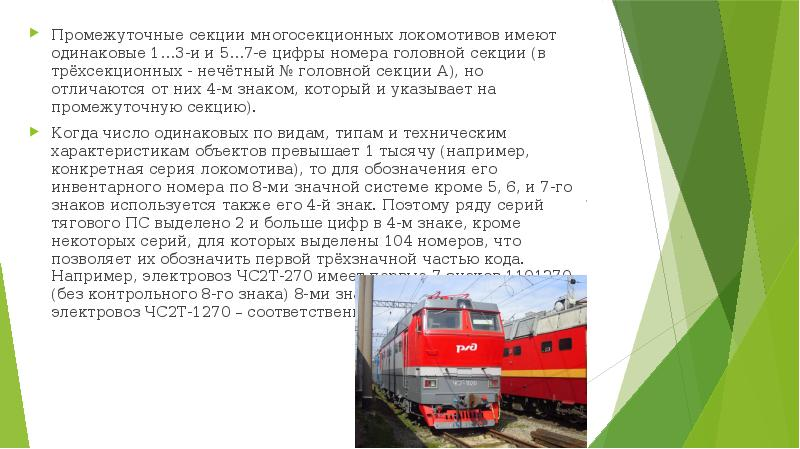 Промежуточные секции многосекционных локомотивов имеют
одинаковые 1…3-и и 5…7-е цифры номера головной секции (в
трёхсекционных - нечётный № головной секции А), но
отличаются от них 4-м знаком, который и указывает на
промежуточную секцию).
Когда число одинаковых по видам, типам и техническим
характеристикам объектов превышает 1 тысячу (например,
конкретная серия локомотива), то для обозначения его
инвентарного номера по 8-ми значной системе кроме 5, 6, и 7-го
знаков используется также его 4-й знак. Поэтому ряду серий
тягового ПС выделено 2 и больше цифр в 4-м знаке, кроме
некоторых серий, для которых выделены 104 номеров, что
позволяет их обозначить первой трёхзначной частью кода.
Например, электровоз ЧС2Т-270 имеет первые 7 знаков 1101270
(без контрольного 8-го знака) 8-ми
электровоз ЧС2Т-1270 – соответственно
РЖД